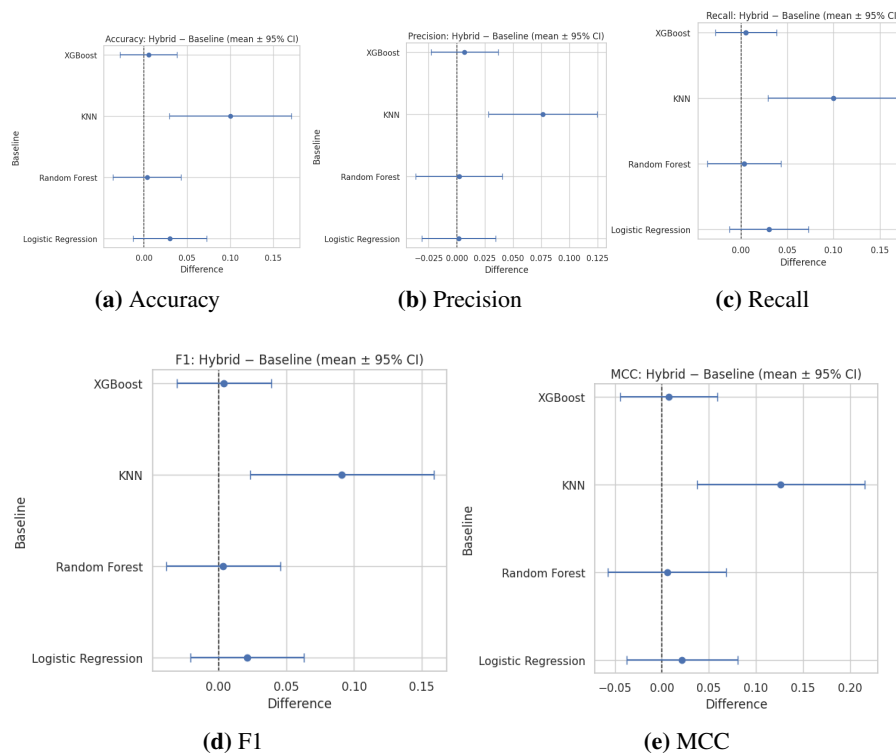 Accuracy: Hybrid − Baseline (mean ± 95% CI)
XGBoost
KNN
Random Forest
Logistic Regression
Baseline
0.00 0.05 0.10 0.15
Difference
(a) Accuracy
Precision: Hybrid − Baseline (mean ± 95% CI)
XGBoost
KNN
Random Forest
Logistic Regression
Baseline
−0.025 0.000 0.025 0.050 0.075 0.100 0.125
Difference
(b) Precision
Recall: Hybrid − Baseline (mean ± 95% CI)
XGBoost
KNN
Random Forest
Logistic Regression
Baseline
0.00 0.05 0.10 0.15
Difference
(c) Recall
F1: Hybrid − Baseline (mean ± 95% CI)
XGBoost
KNN
Random Forest
Logistic Regression
Baseline
0.00 0.05 0.10 0.15
Difference
(d) F1
MCC: Hybrid − Baseline (mean ± 95% CI)
XGBoost
KNN
Random Forest
Logistic Regression
Baseline
−0.05 0.00 0.05 0.10 0.15 0.20
Difference
(e) MCC